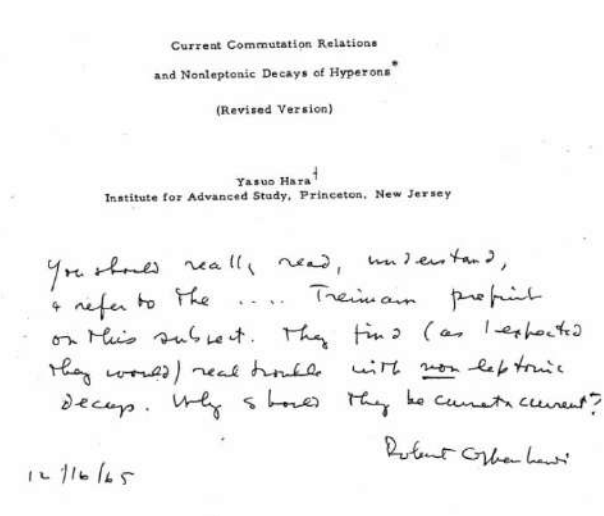 Current Commutation Relations
and Nonleptonic Decays of Hyperons*
(Revised Version)
Yasuo Hara†
Institute for Advanced Study, Princeton, New Jersey
You should really read, understand,
& refer to the .... Treiman preprint
on this subject. They find (as I expected
they would) real trouble with non leptonic
decays. Why should they be current x current?
Robert Oppenheimer
12/16/65